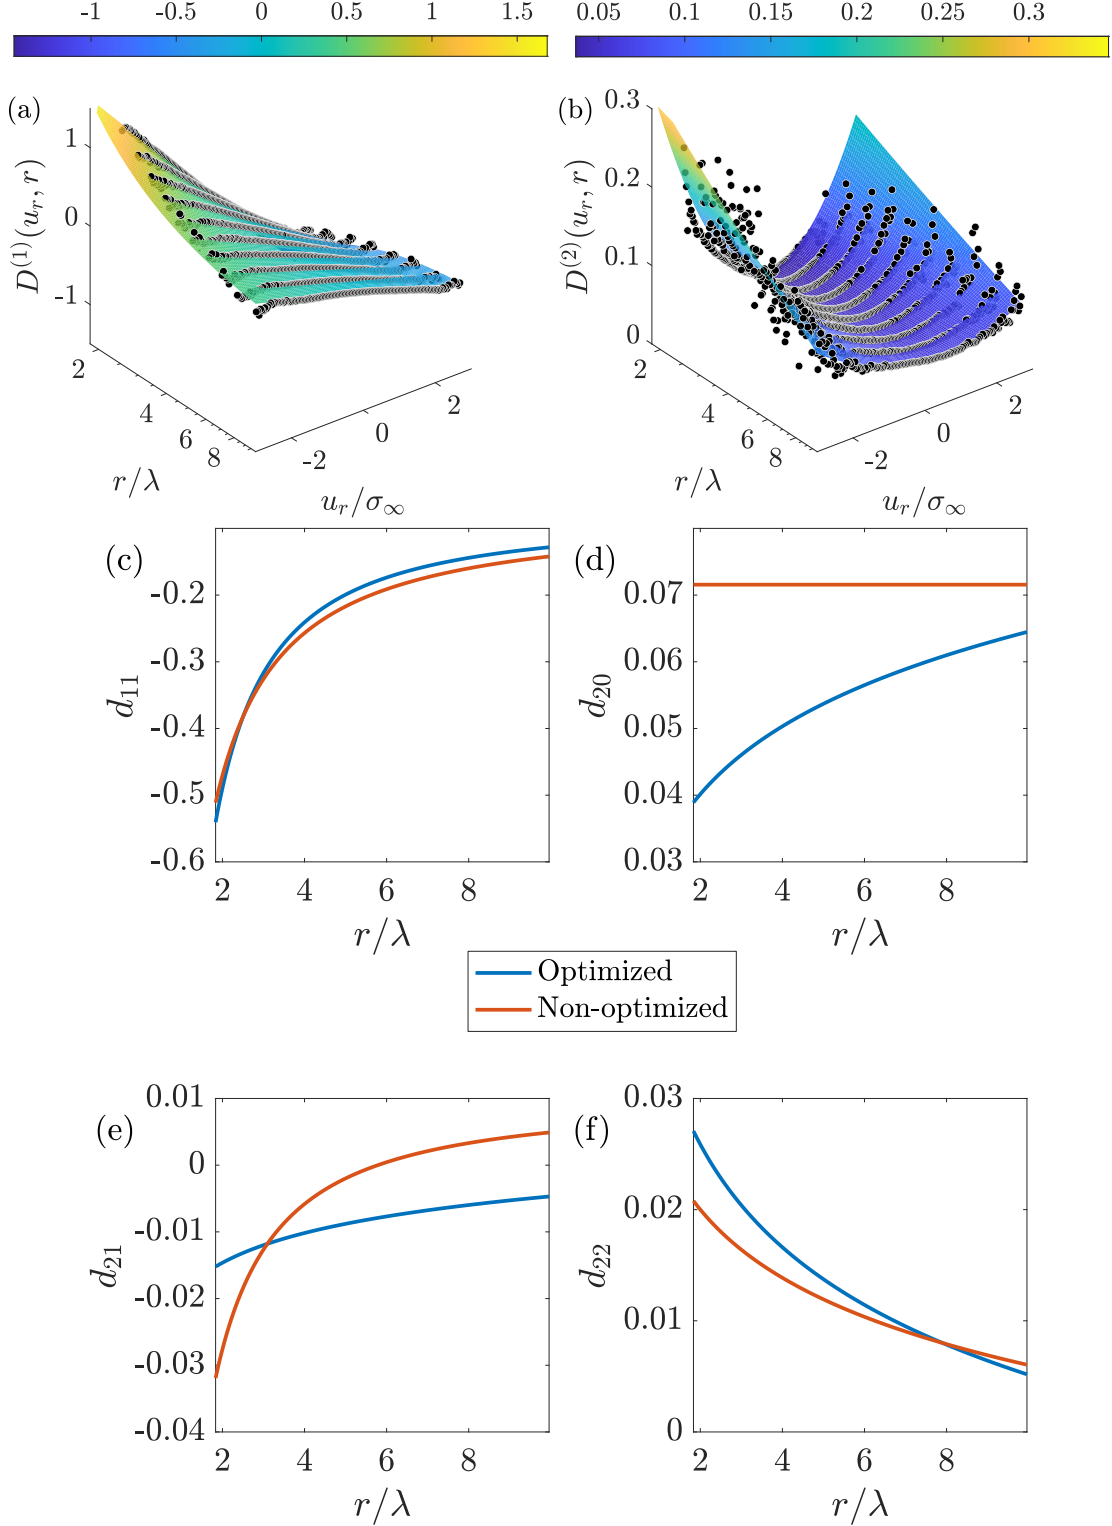 -1 -0.5 0 0.5 1 1.5
0.05 0.1 0.15 0.2 0.25 0.3
(a)
1
0
-1
D^{(1)}(u_r, r)
2
4
6
8
r/λ
-2
0
2
u_r/σ_∞
(b)
0.3
0.2
0.1
0
D^{(2)}(u_r, r)
2
4
6
8
r/λ
-2
0
2
u_r/σ_∞
(c)
-0.2
-0.3
-0.4
-0.5
-0.6
d_{11}
2 4 6 8
r/λ
(d)
0.07
0.06
0.05
0.04
0.03
d_{20}
2 4 6 8
r/λ
Optimized
Non-optimized
(e)
0.01
0
-0.01
-0.02
-0.03
-0.04
d_{21}
2 4 6 8
r/λ
(f)
0.03
0.02
0.01
0
d_{22}
2 4 6 8
r/λ